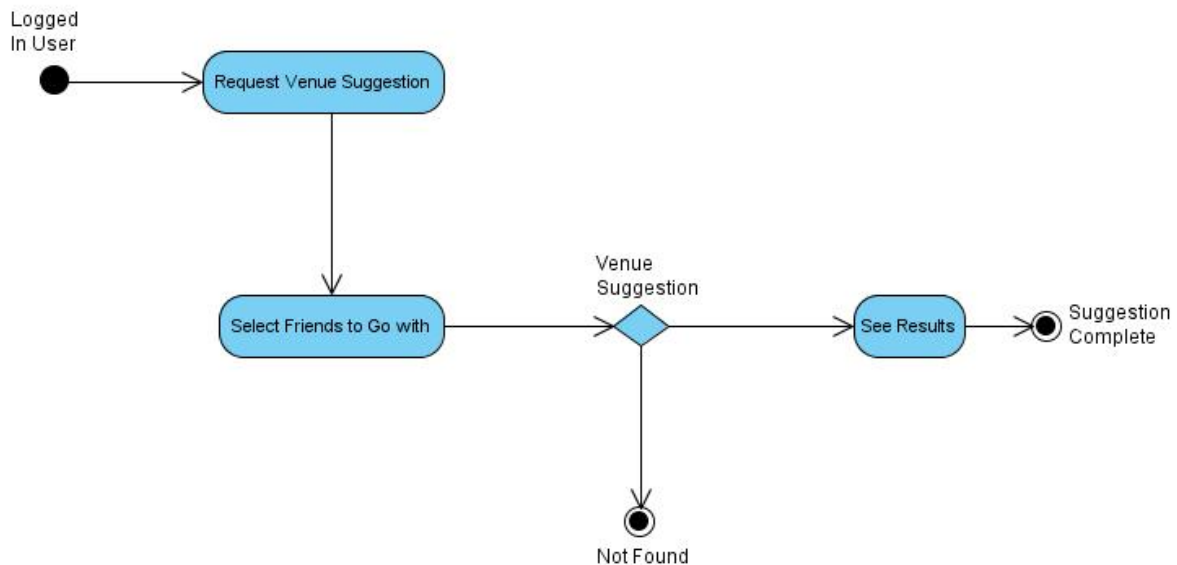 Logged
In User
Request Venue Suggestion
Venue
Suggestion
Select Friends to Go with
See Results
Suggestion
Complete
Not Found